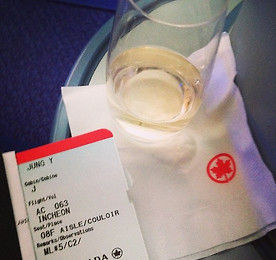 JUNG Y
Cabin/Cabine
J
Flight/Vol
AC 063
INCHEON
Seat/Place
08F AISLE/COULOIR
Remarks/Observations
ML#5/C2/